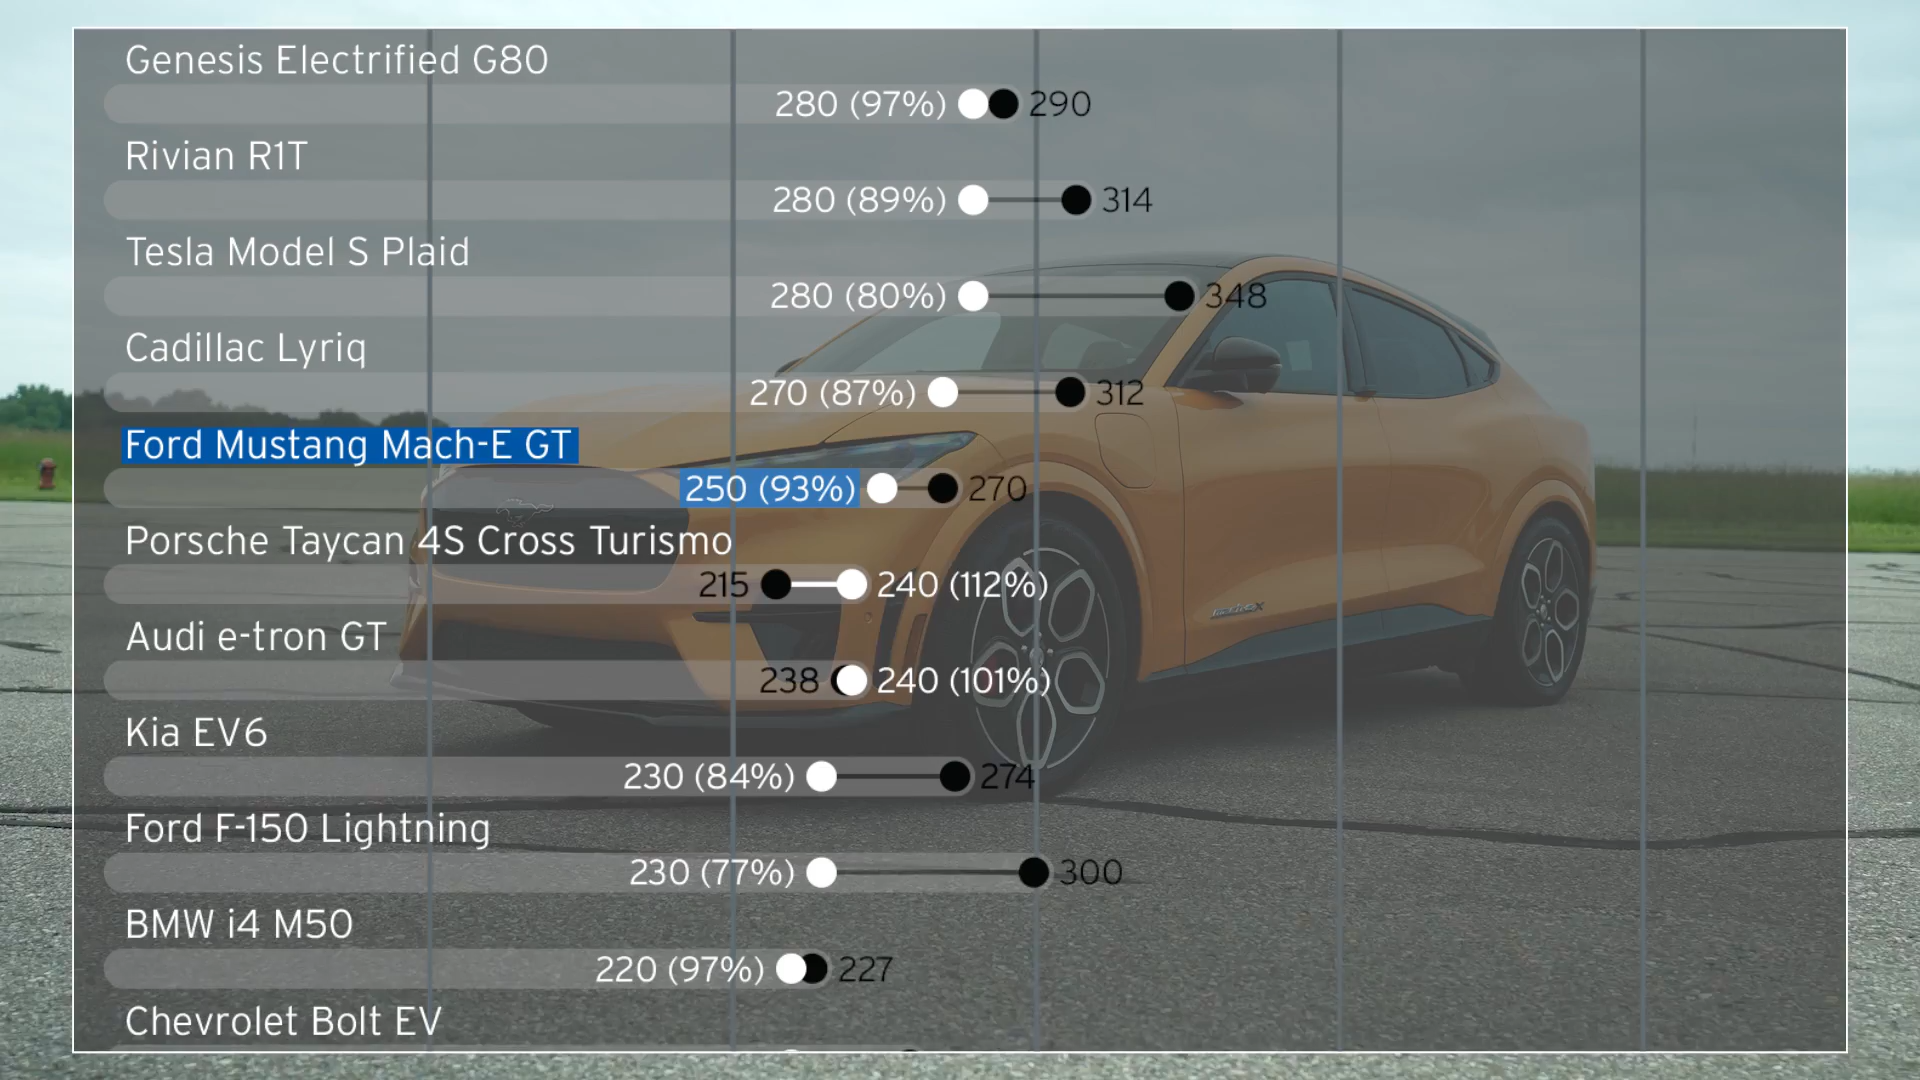 Genesis Electrified G80
280 (97%) 290
Rivian R1T
280 (89%) 314
Tesla Model S Plaid
280 (80%) 348
Cadillac Lyriq
270 (87%) 312
Ford Mustang Mach-E GT
250 (93%) 270
Porsche Taycan 4S Cross Turismo
215 240 (112%)
Audi e-tron GT
238 240 (101%)
Kia EV6
230 (84%) 274
Ford F-150 Lightning
230 (77%) 300
BMW i4 M50
220 (97%) 227
Chevrolet Bolt EV